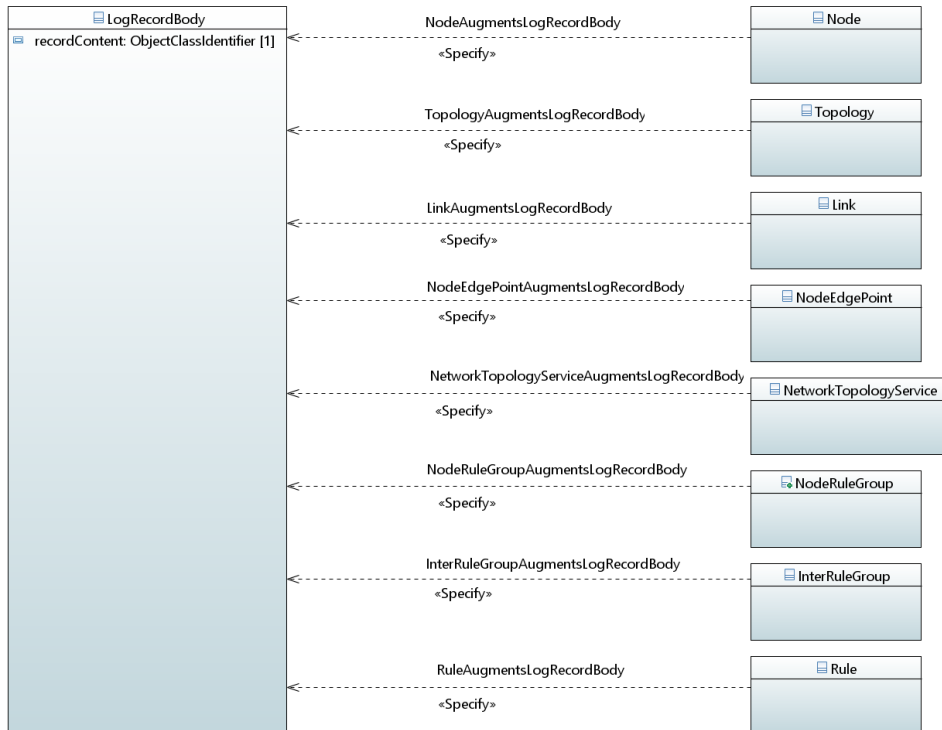 LogRecordBody
recordContent: ObjectClassIdentifier [1]
NodeAugmentsLogRecordBody
«Specify»
Node
TopologyAugmentsLogRecordBody
«Specify»
Topology
LinkAugmentsLogRecordBody
«Specify»
Link
NodeEdgePointAugmentsLogRecordBody
«Specify»
NodeEdgePoint
NetworkTopologyServiceAugmentsLogRecordBody
«Specify»
NetworkTopologyService
NodeRuleGroupAugmentsLogRecordBody
«Specify»
NodeRuleGroup
InterRuleGroupAugmentsLogRecordBody
«Specify»
InterRuleGroup
RuleAugmentsLogRecordBody
«Specify»
Rule